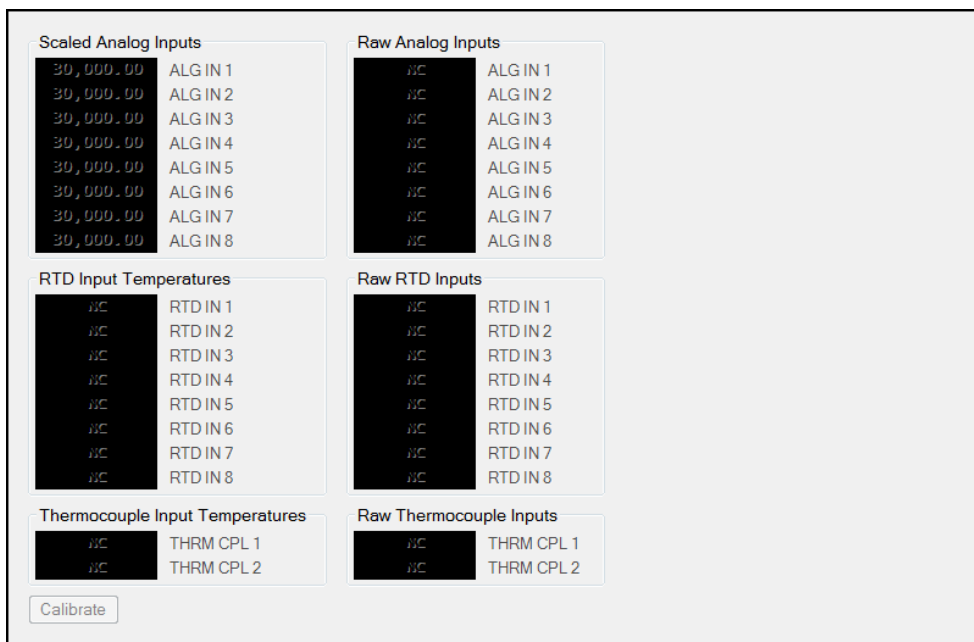 Scaled Analog Inputs
30,000.00 ALG IN 1
30,000.00 ALG IN 2
30,000.00 ALG IN 3
30,000.00 ALG IN 4
30,000.00 ALG IN 5
30,000.00 ALG IN 6
30,000.00 ALG IN 7
30,000.00 ALG IN 8
Raw Analog Inputs
NC ALG IN 1
NC ALG IN 2
NC ALG IN 3
NC ALG IN 4
NC ALG IN 5
NC ALG IN 6
NC ALG IN 7
NC ALG IN 8
RTD Input Temperatures
NC RTD IN 1
NC RTD IN 2
NC RTD IN 3
NC RTD IN 4
NC RTD IN 5
NC RTD IN 6
NC RTD IN 7
NC RTD IN 8
Raw RTD Inputs
NC RTD IN 1
NC RTD IN 2
NC RTD IN 3
NC RTD IN 4
NC RTD IN 5
NC RTD IN 6
NC RTD IN 7
NC RTD IN 8
Thermocouple Input Temperatures
NC THRM CPL 1
NC THRM CPL 2
Raw Thermocouple Inputs
NC THRM CPL 1
NC THRM CPL 2
Calibrate